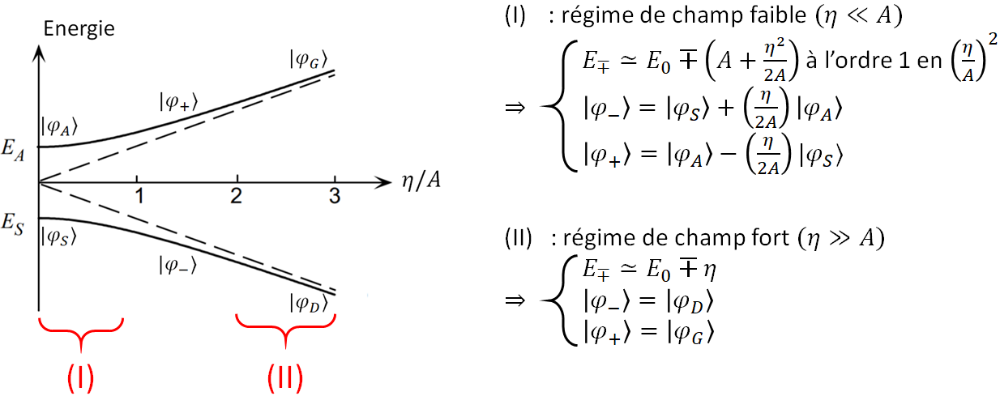 Energie
|φ_G⟩
|φ_+⟩
|φ_A⟩
E_A
η/A
1 2 3
E_S
|φ_S⟩
|φ_−⟩
|φ_D⟩
(I) (II)
(I) : régime de champ faible (η ≪ A)
E_∓ ≃ E_0 ∓ (A + η²/2A) à l’ordre 1 en (η/A)²
⇒ |φ_−⟩ = |φ_S⟩ + (η/2A) |φ_A⟩
|φ_+⟩ = |φ_A⟩ − (η/2A) |φ_S⟩
(II) : régime de champ fort (η ≫ A)
E_∓ ≃ E_0 ∓ η
⇒ |φ_−⟩ = |φ_D⟩
|φ_+⟩ = |φ_G⟩